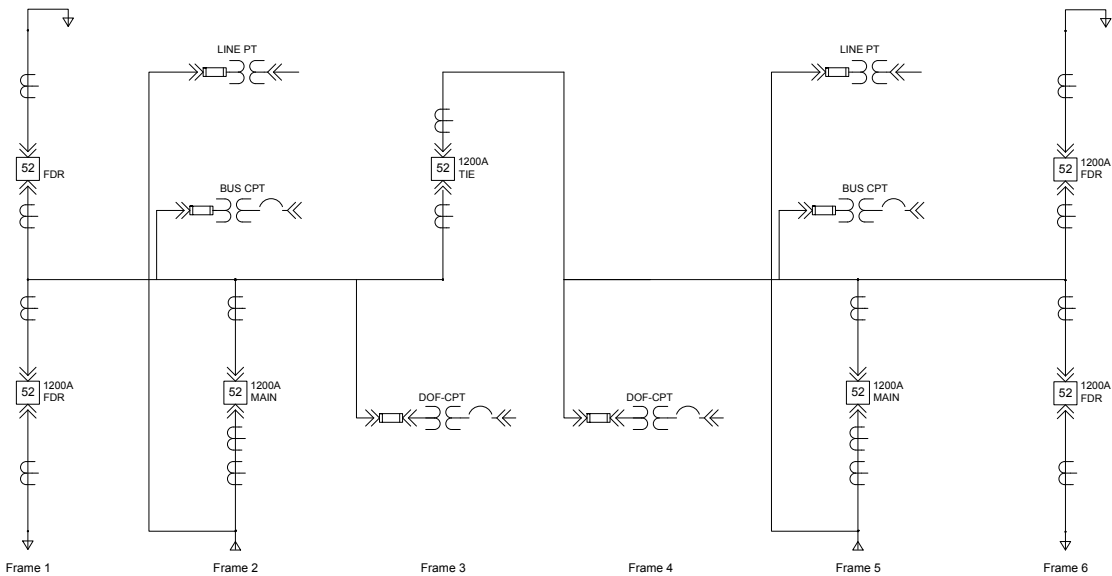 LINE PT
LINE PT
52
FDR
52
1200A
TIE
52
1200A
FDR
BUS CPT
BUS CPT
52
1200A
FDR
52
1200A
MAIN
DOF-CPT
DOF-CPT
52
1200A
MAIN
52
1200A
FDR
Frame 1
Frame 2
Frame 3
Frame 4
Frame 5
Frame 6